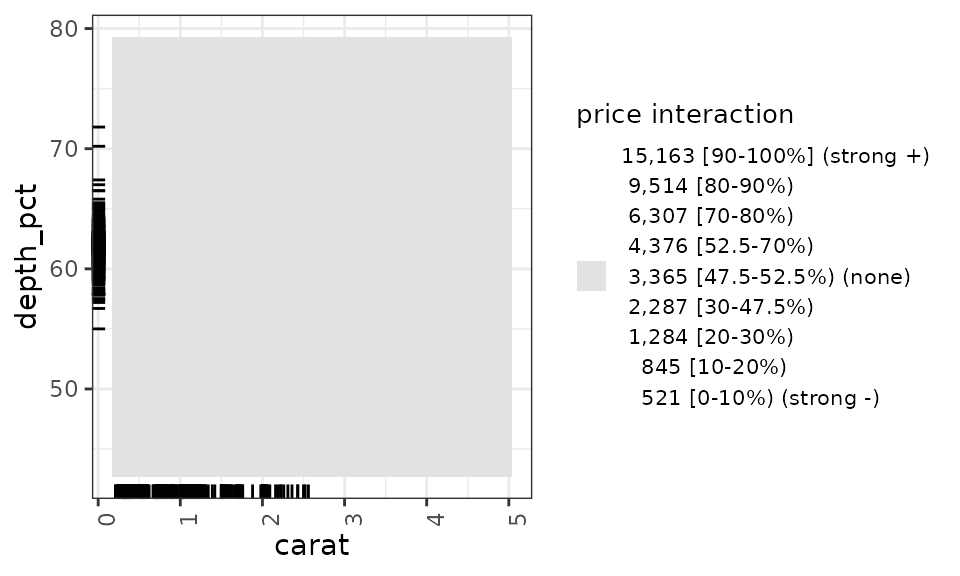 80
70
60
50
depth_pct
0
1
2
3
4
5
carat
price interaction
15,163 [90-100%] (strong +)
9,514 [80-90%)
6,307 [70-80%)
4,376 [52.5-70%)
3,365 [47.5-52.5%) (none)
2,287 [30-47.5%)
1,284 [20-30%)
845 [10-20%)
521 [0-10%) (strong -)